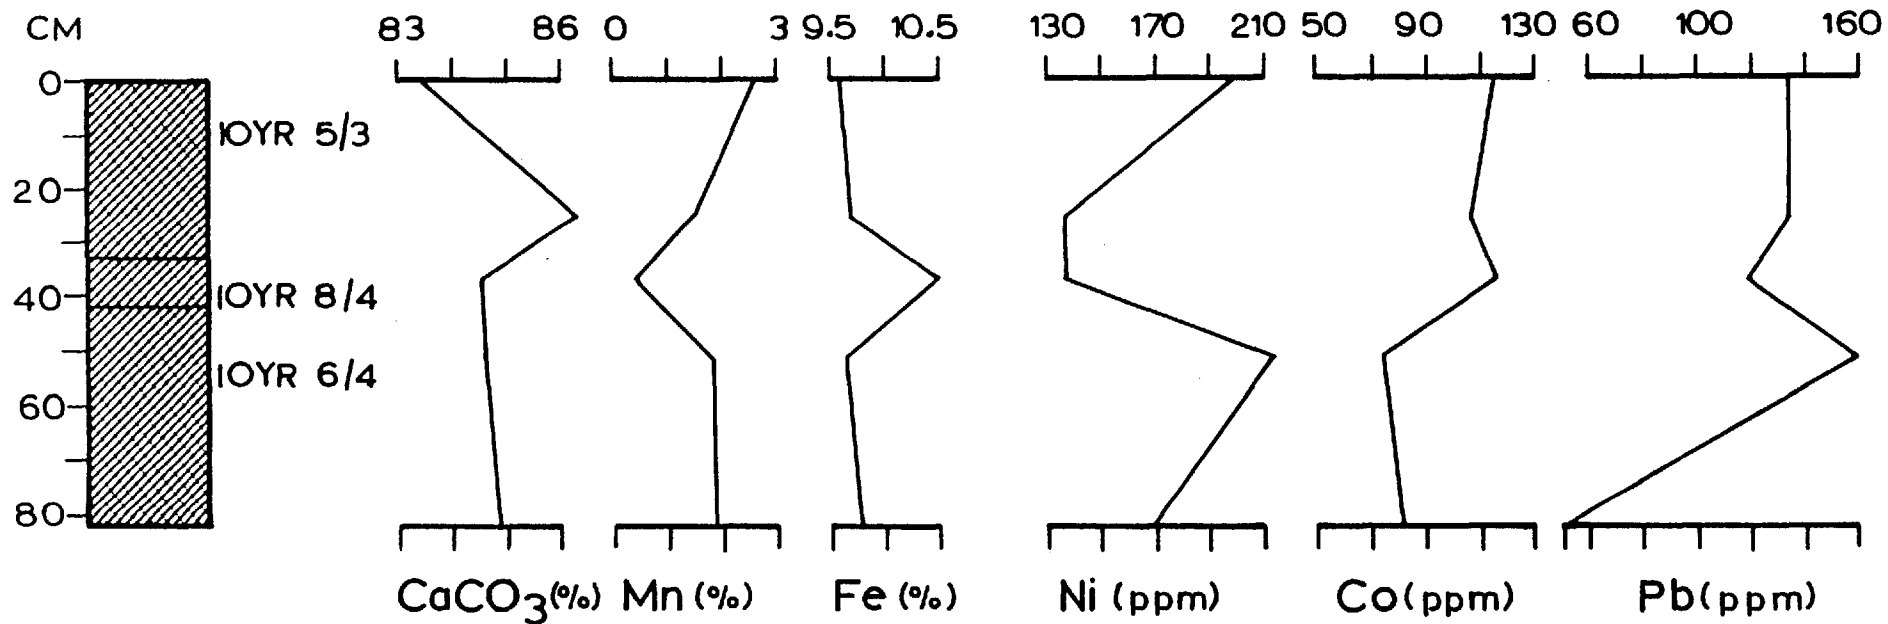 CM 83 86 0 3 9.5 10.5 130 170 210 50 90 130 60 100 160
0
10YR 5/3
20
40 10YR 8/4
10YR 6/4
60
80
CaCO3(%) Mn(%) Fe(%) Ni(ppm) Co(ppm) Pb(ppm)